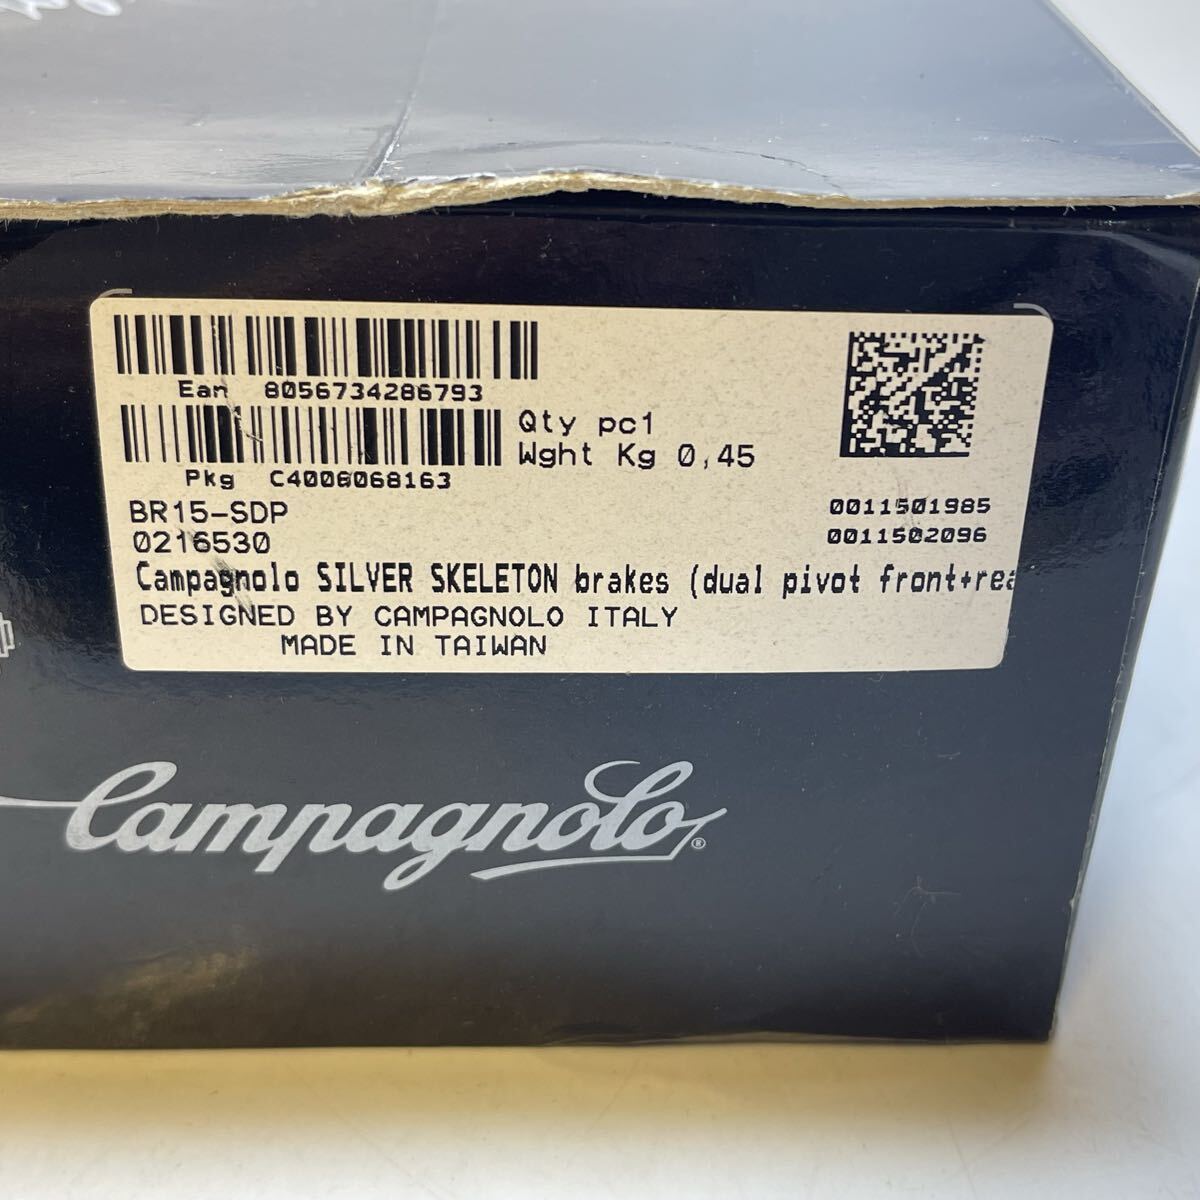 Ean 8056734286793
Qty pc1
Wght Kg 0,45
Pkg C4006068163
BR15-SDP
0216530
0011501985
0011502096
Campagnolo SILVER SKELETON brakes (dual pivot front+rea
DESIGNED BY CAMPAGNOLO ITALY
MADE IN TAIWAN
Campagnolo®